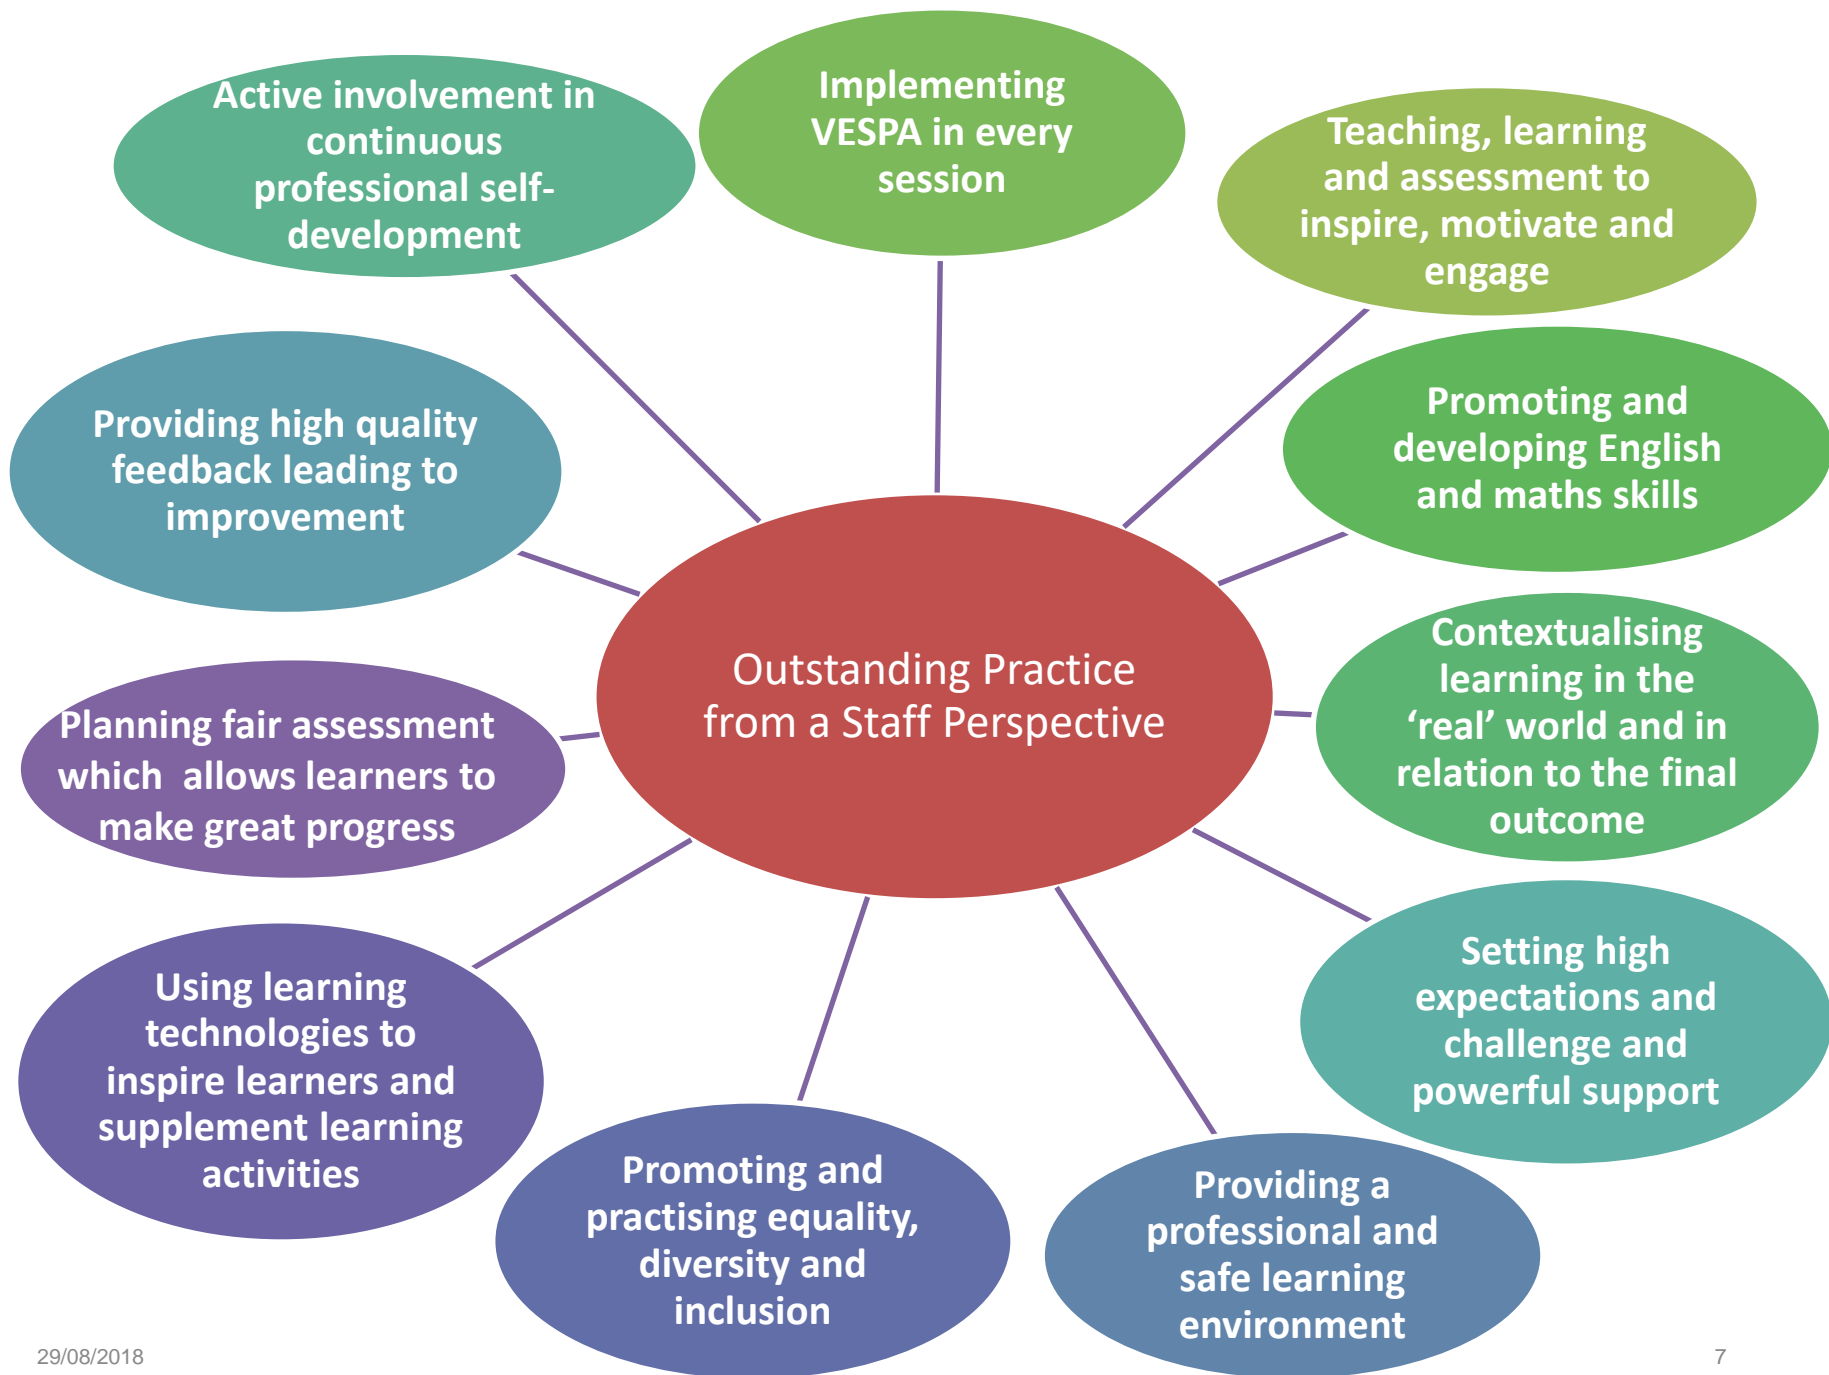 Implementing
VESPA in every
session
Teaching, learning
and assessment to
inspire, motivate and
engage
Promoting and
developing English
and maths skills
Contextualising
learning in the
‘real’ world and in
relation to the final
outcome
Setting high
expectations and
challenge and
powerful support
Providing a
professional and
safe learning
environment
Promoting and
practising equality,
diversity and
inclusion
Using learning
technologies to
inspire learners and
supplement learning
activities
Planning fair assessment
which  allows learners to
make great progress
Providing high quality
feedback leading to
improvement
Active involvement in
continuous
professional self-
development
Outstanding Practice
from a Staff Perspective
29/08/2018
7